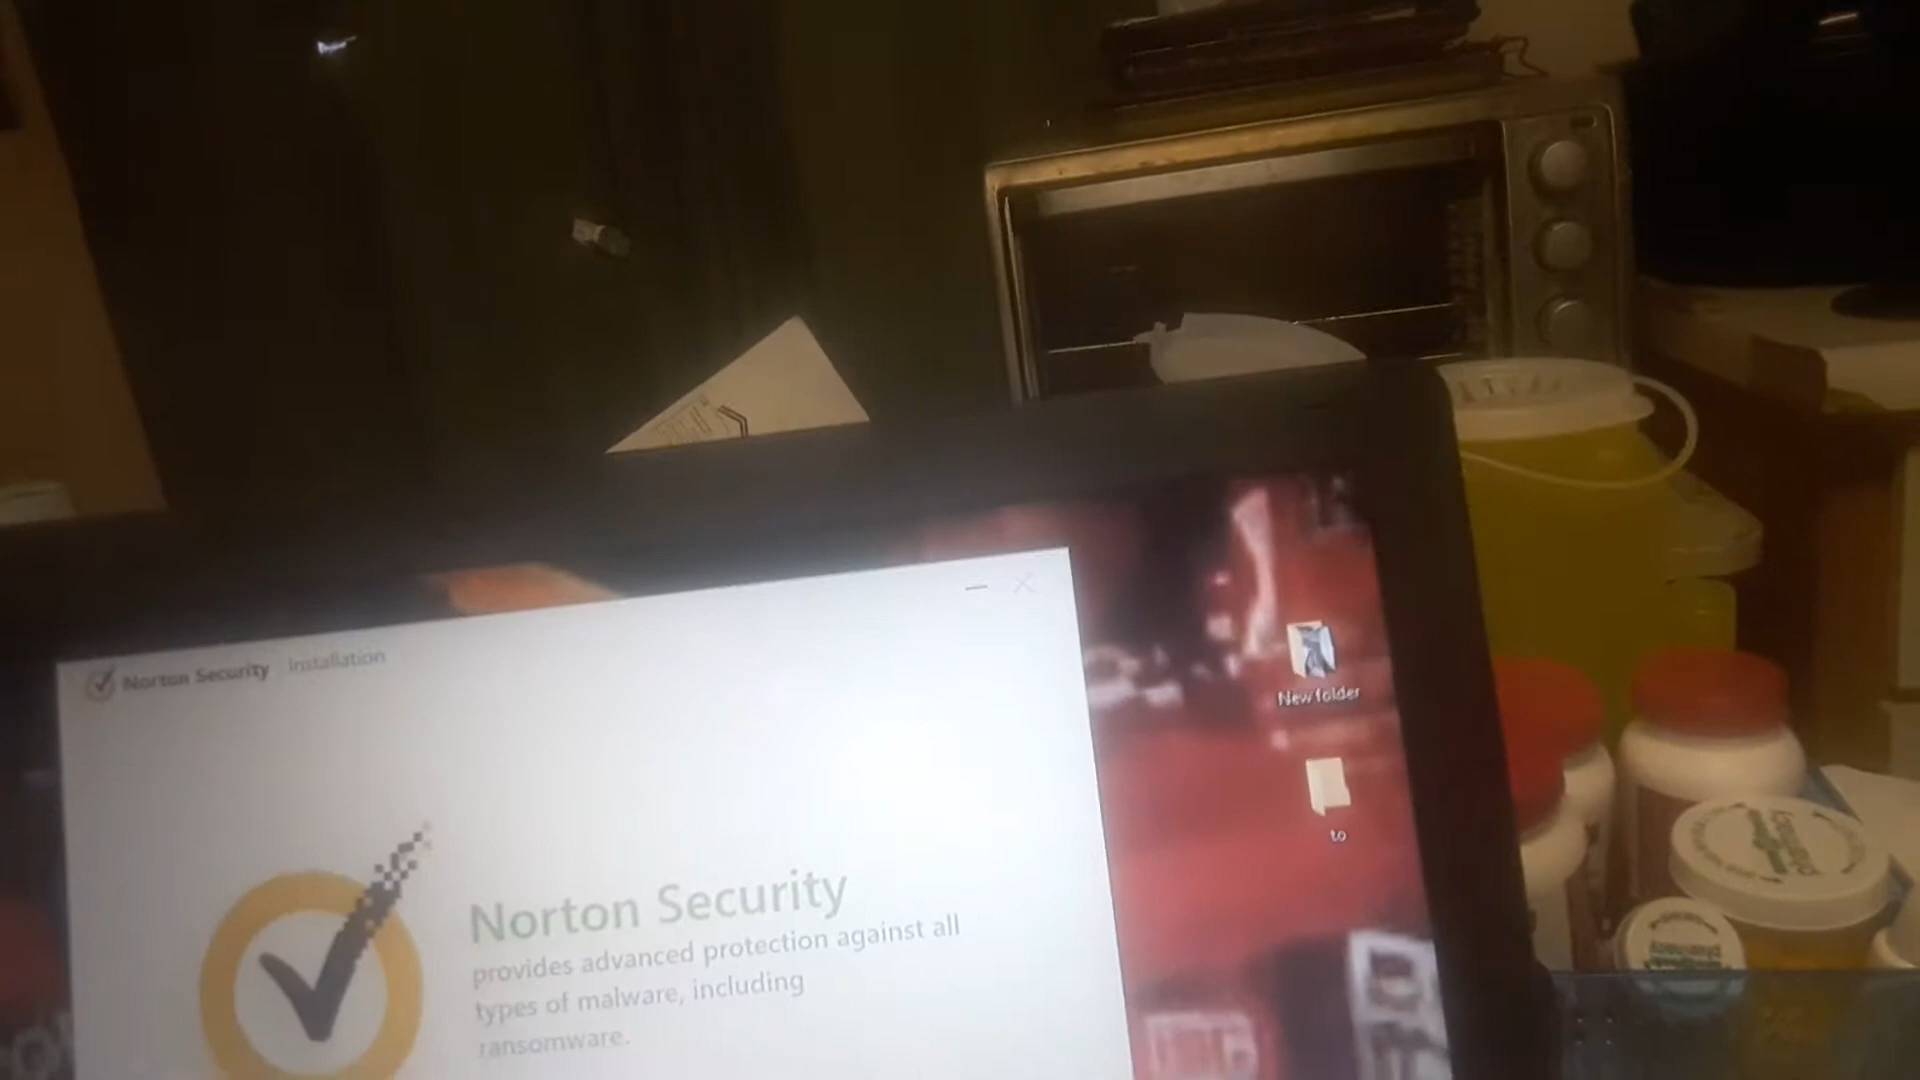 Norton Security Installation
Norton Security
provides advanced protection against all
types of malware, including
ransomware.
New folder
to